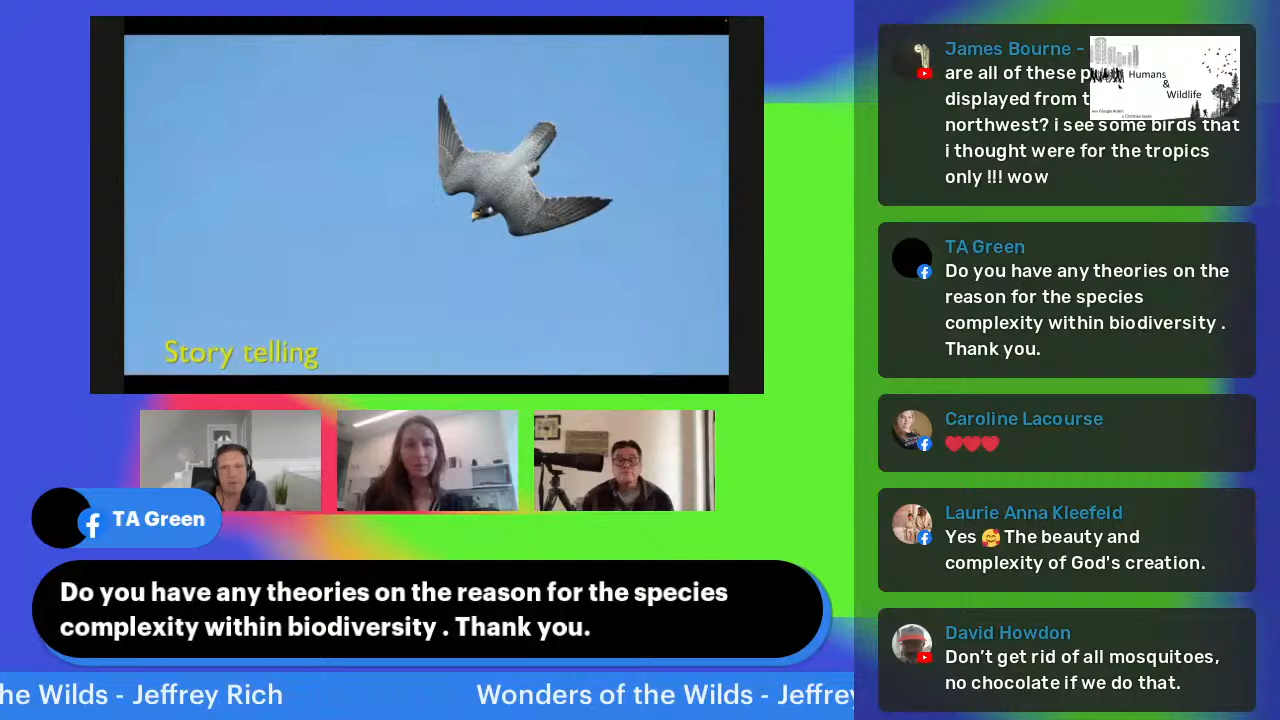 Story telling
TA Green
Do you have any theories on the reason for the species
complexity within biodiversity . Thank you.
he Wilds - Jeffrey Rich
Wonders of the Wilds - Jeffrey
James Bourne -
are all of these
displayed from
northwest? i see some birds that
i thought were for the tropics
only !!! wow
Humans
&
Wildlife
TA Green
Do you have any theories on the
reason for the species
complexity within biodiversity .
Thank you.
Caroline Lacourse
Laurie Anna Kleefeld
Yes 🥰 The beauty and
complexity of God's creation.
David Howdon
Don't get rid of all mosquitoes,
no chocolate if we do that.